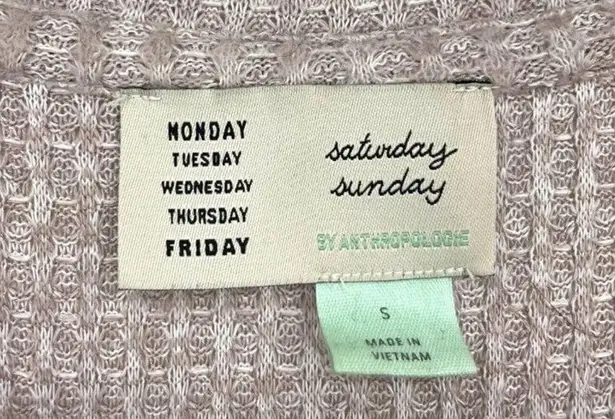 MONDAY
TUESDAY
WEDNESDAY
THURSDAY
FRIDAY
saturday
sunday
BY ANTHROPOLOGIE
S
MADE IN
VIETNAM